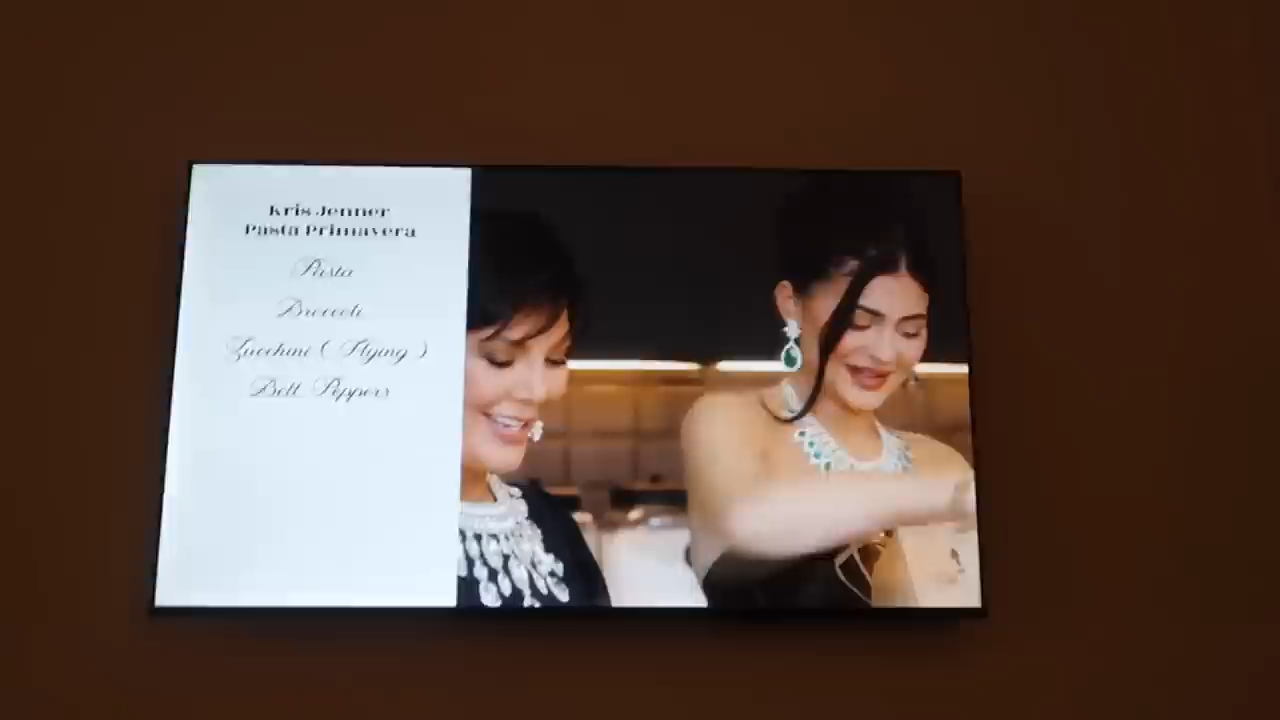 Kris Jenner
Pasta Primavera
Pasta
Broccoli
Zucchini ( Flying )
Bell Peppers